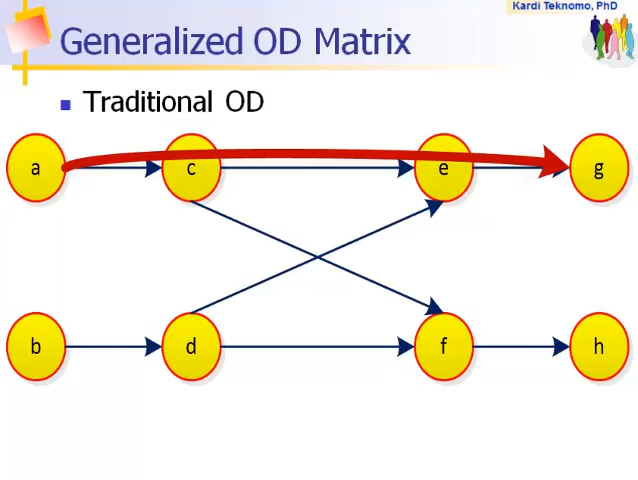 Kardi Teknomo, PhD
Generalized OD Matrix
Traditional OD
a
c
e
g
b
d
f
h